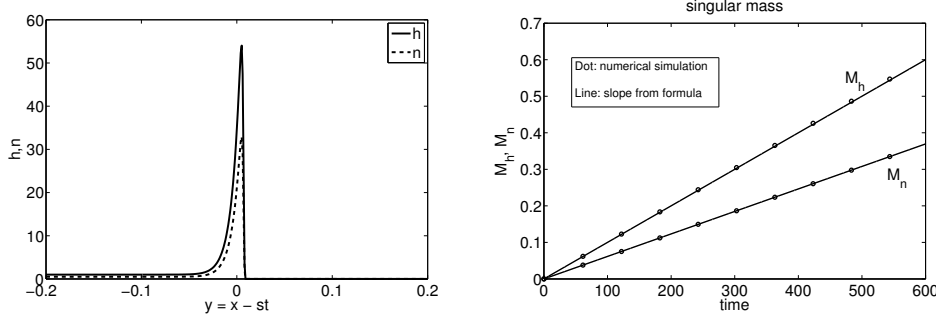 60
50
40
30
20
10
0
h,n
h
n
−0.2
−0.1
0
0.1
0.2
y = x − st
singular mass
0.7
0.6
0.5
0.4
0.3
0.2
0.1
0
M_h, M_n
Dot: numerical simulation
Line: slope from formula
M_h
M_n
0
100
200
300
400
500
600
time